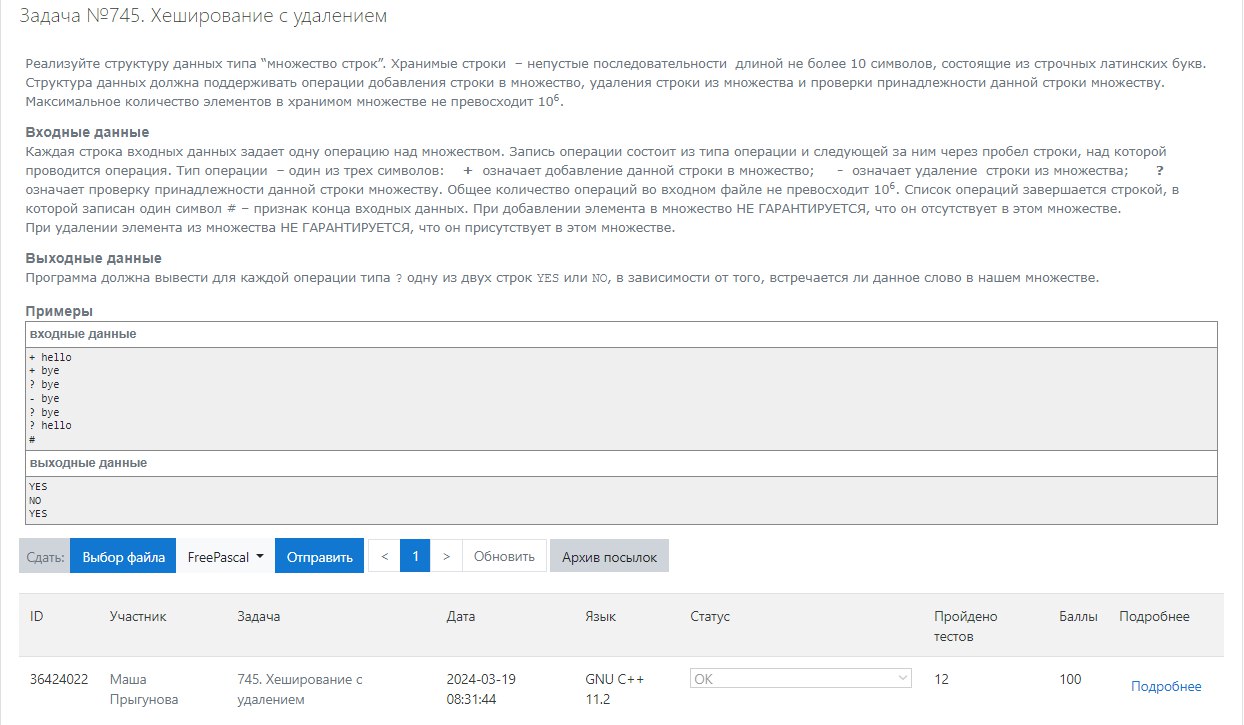 Задача №745. Хеширование с удалением
Реализуйте структуру данных типа “множество строк”. Хранимые строки – непустые последовательности длиной не более 10 символов, состоящие из строчных латинских букв.
Структура данных должна поддерживать операции добавления строки в множество, удаления строки из множества и проверки принадлежности данной строки множеству.
Максимальное количество элементов в хранимом множестве не превосходит 10⁶.
Входные данные
Каждая строка входных данных задает одну операцию над множеством. Запись операции состоит из типа операции и следующей за ним через пробел строки, над которой
проводится операция. Тип операции – один из трех символов: + означает добавление данной строки в множество; - означает удаление строки из множества; ?
означает проверку принадлежности данной строки множеству. Общее количество операций во входном файле не превосходит 10⁶. Список операций завершается строкой, в
которой записан один символ # – признак конца входных данных. При добавлении элемента в множество НЕ ГАРАНТИРУЕТСЯ, что он отсутствует в этом множестве.
При удалении элемента из множества НЕ ГАРАНТИРУЕТСЯ, что он присутствует в этом множестве.
Выходные данные
Программа должна вывести для каждой операции типа ? одну из двух строк YES или NO, в зависимости от того, встречается ли данное слово в нашем множестве.
Примеры
входные данные
+ hello
+ bye
? bye
- bye
? bye
? hello
#
выходные данные
YES
NO
YES
Сдать: Выбор файла FreePascal Отправить < 1 > Обновить Архив посылок
ID Участник Задача Дата Язык Статус Пройдено Баллы Подробнее
тестов
36424022 Маша 745. Хеширование с 2024-03-19 GNU C++ OK 12 100 Подробнее
Прыгунова удалением 08:31:44 11.2